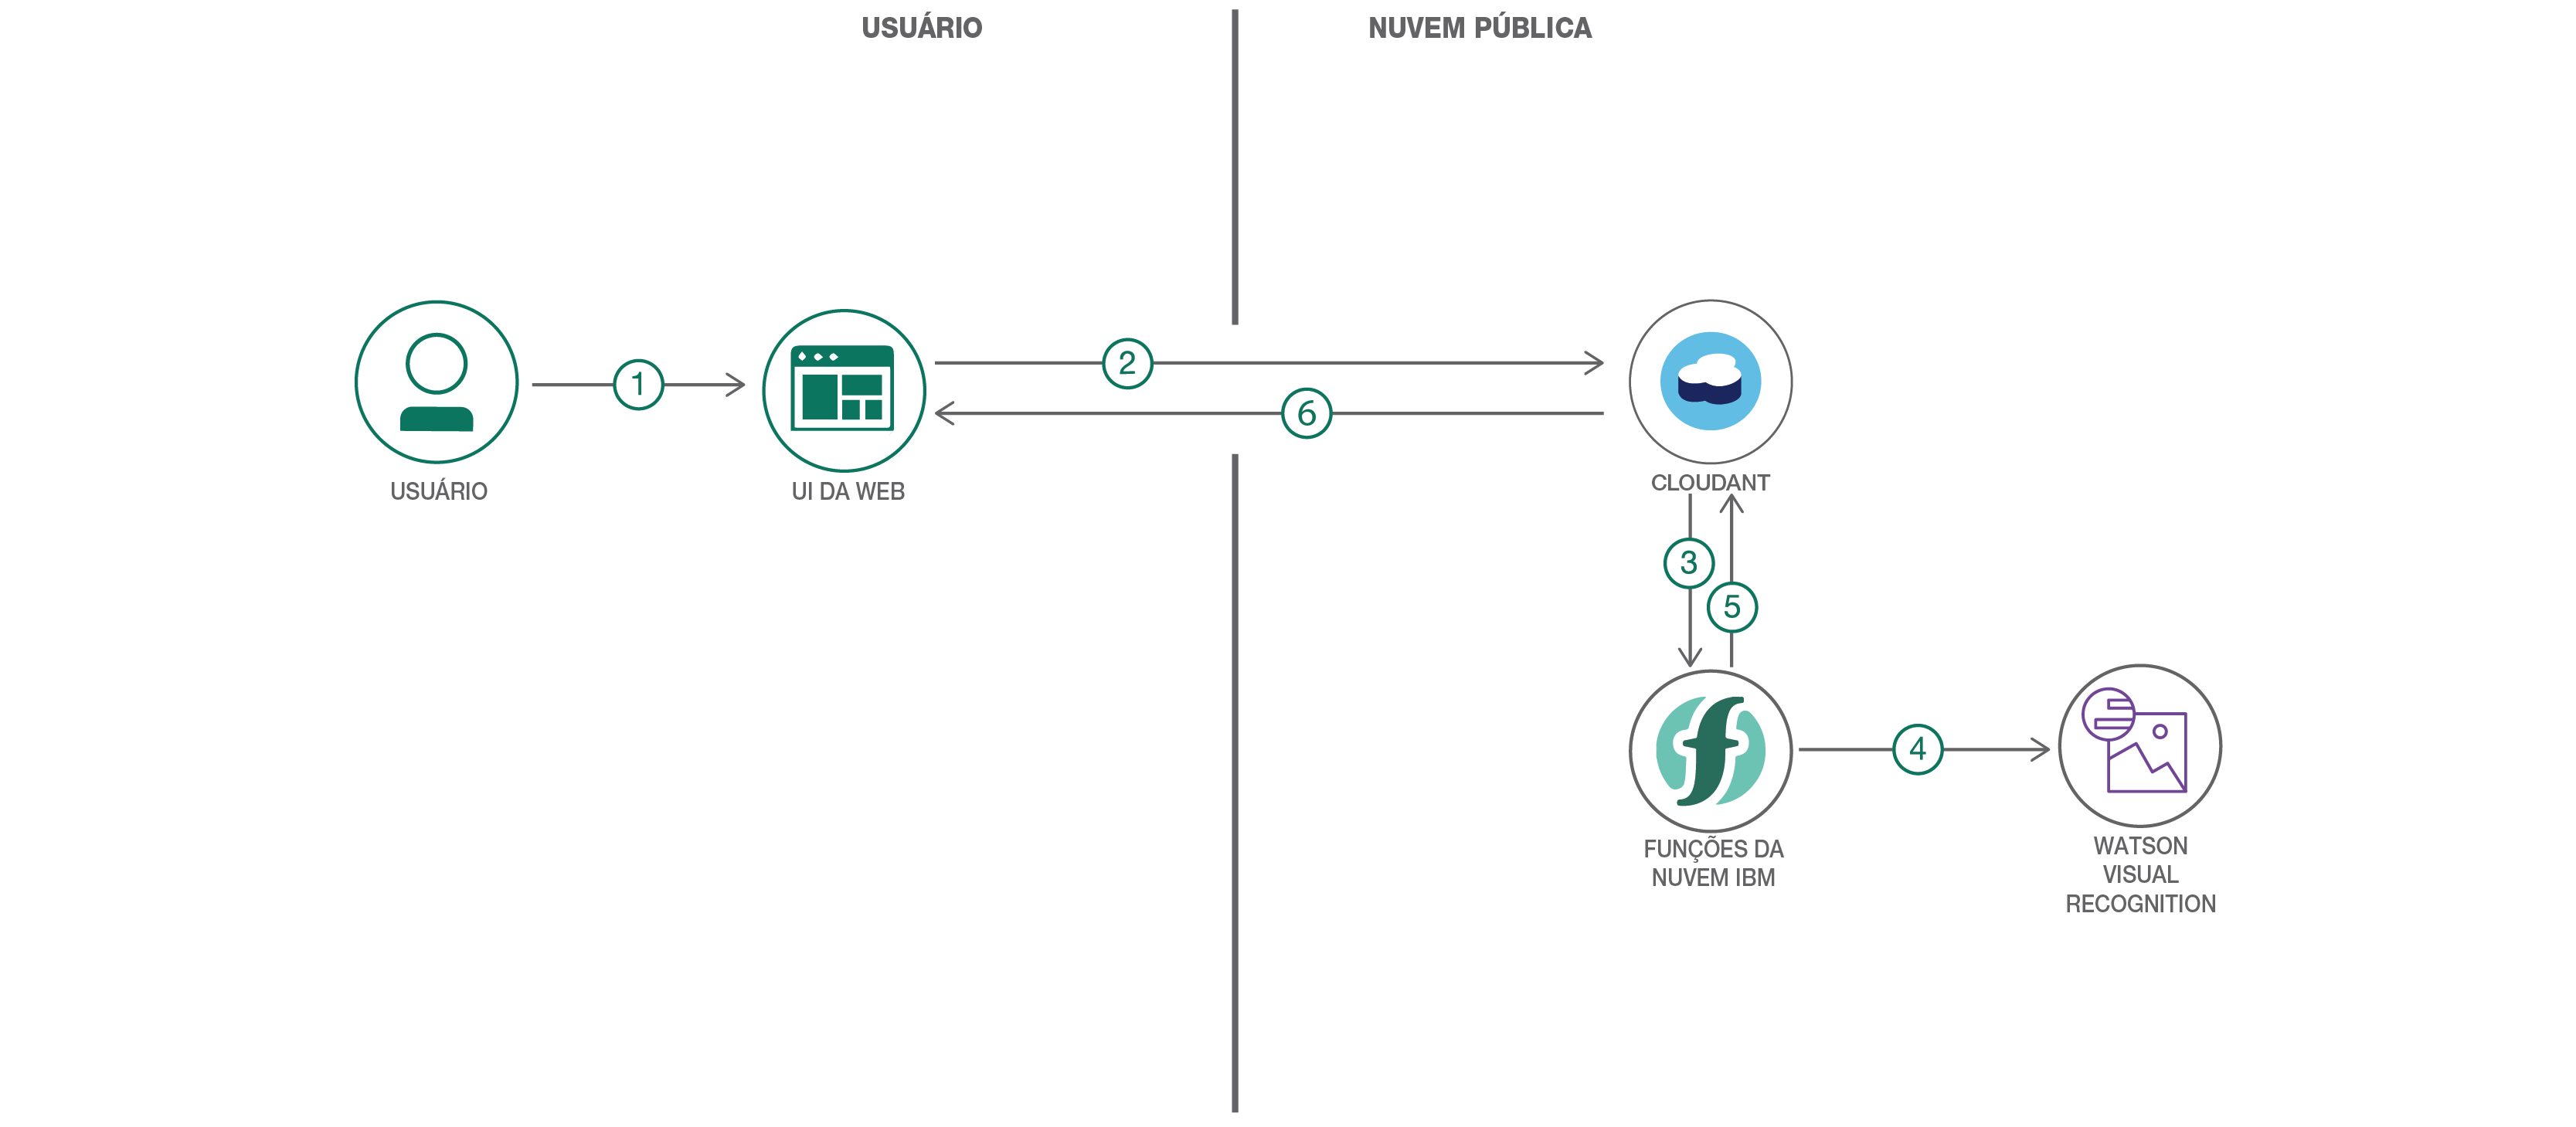 USUÁRIO
NUVEM PÚBLICA
1
2
6
USUÁRIO
UI DA WEB
CLOUDANT
3
5
4
FUNÇÕES DA
NUVEM IBM
WATSON
VISUAL
RECOGNITION